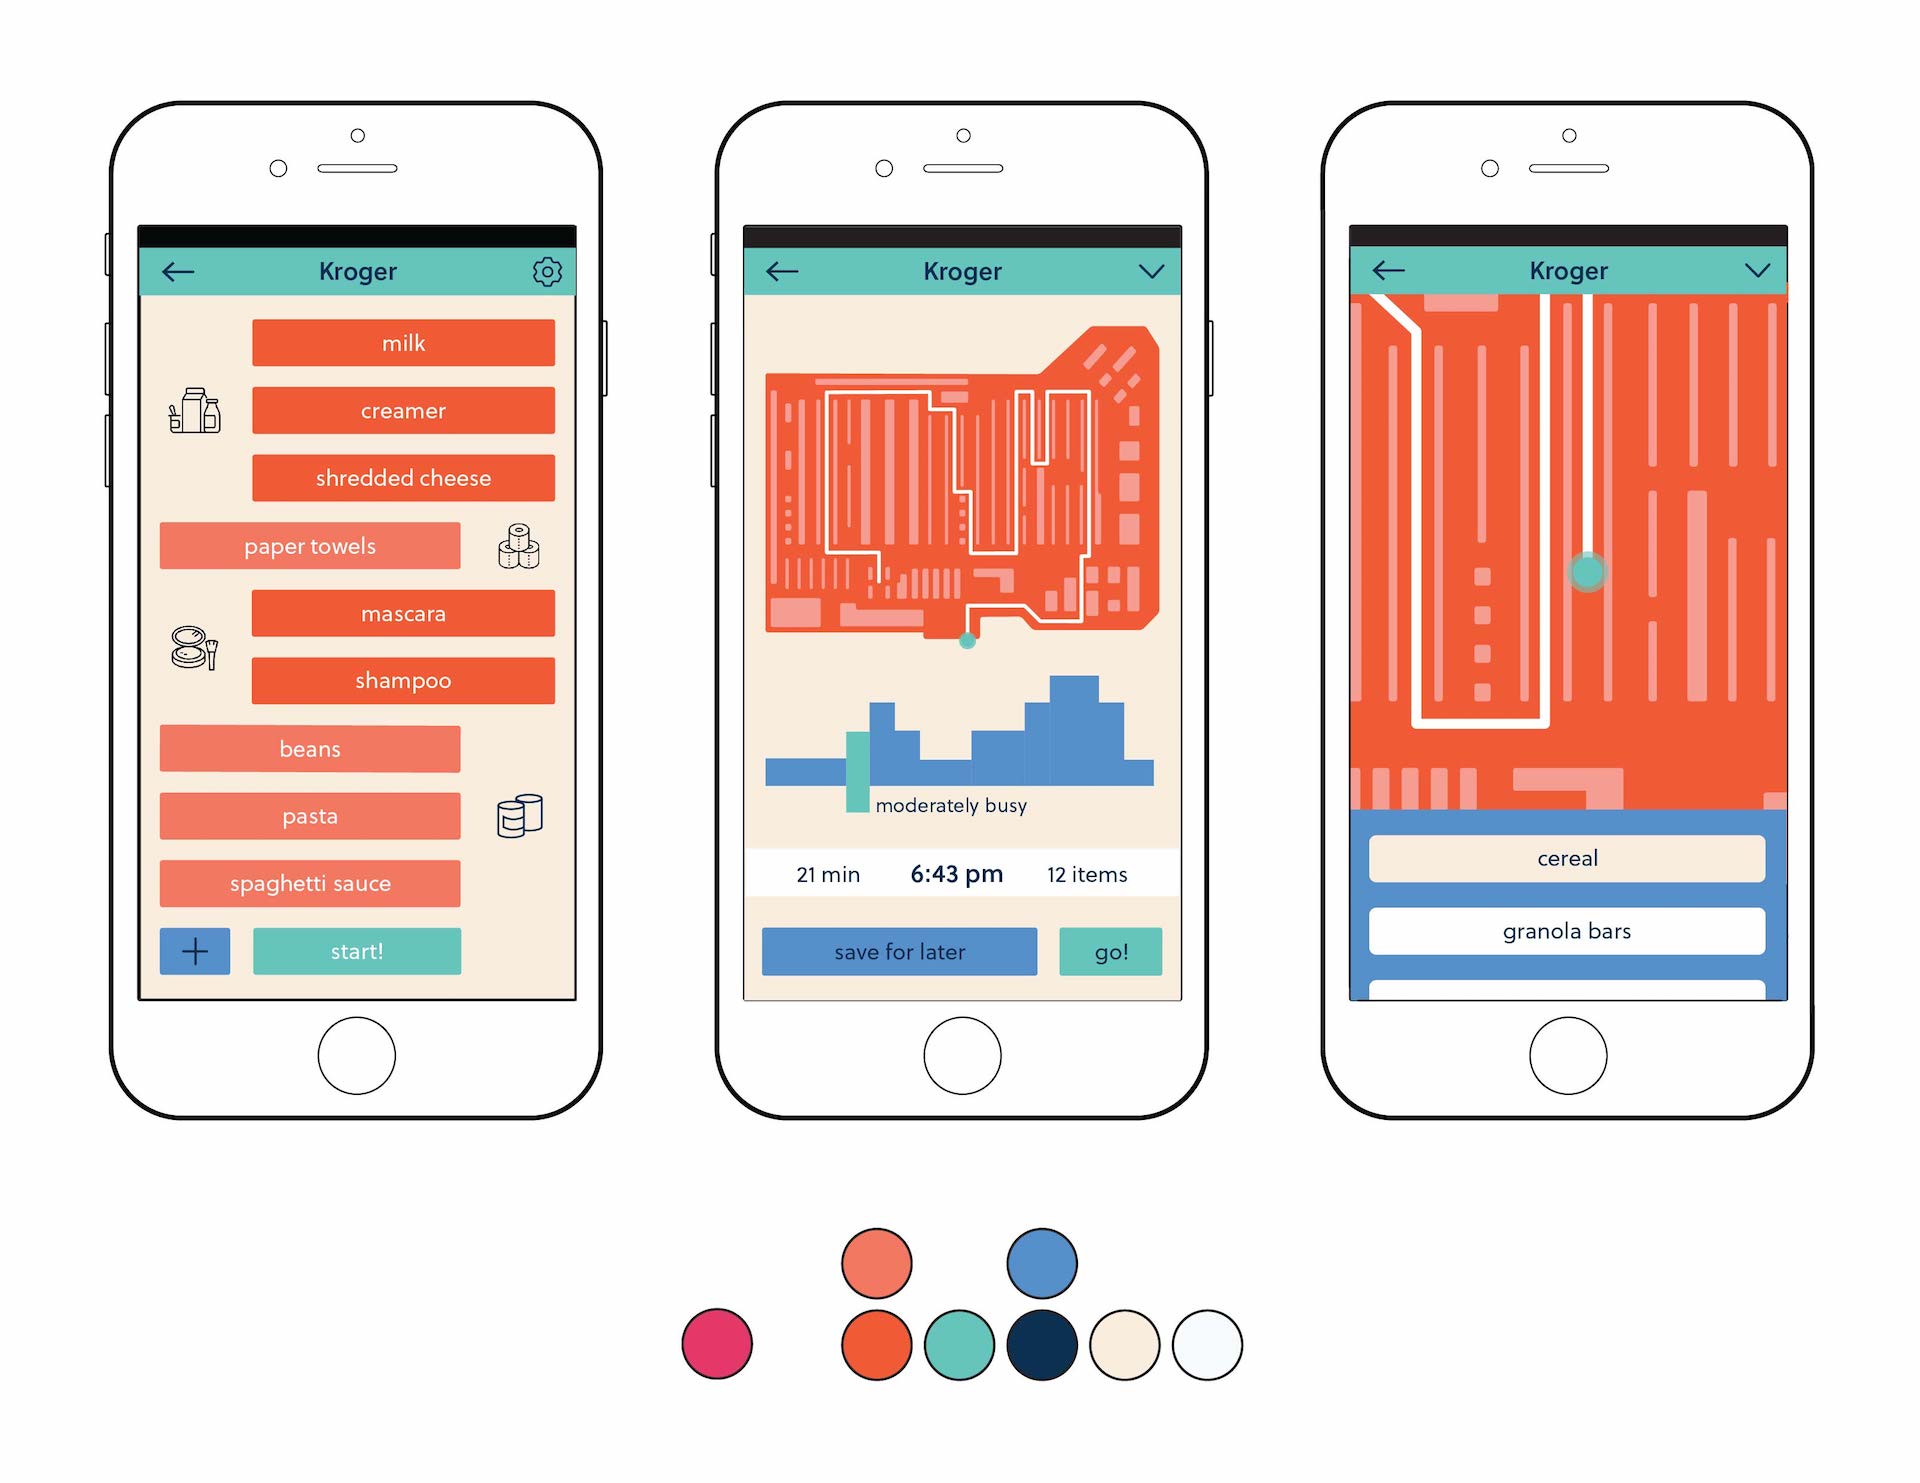 Kroger
milk
creamer
shredded cheese
paper towels
mascara
shampoo
beans
pasta
spaghetti sauce
start!
Kroger
moderately busy
21 min 6:43 pm 12 items
save for later go!
Kroger
cereal
granola bars